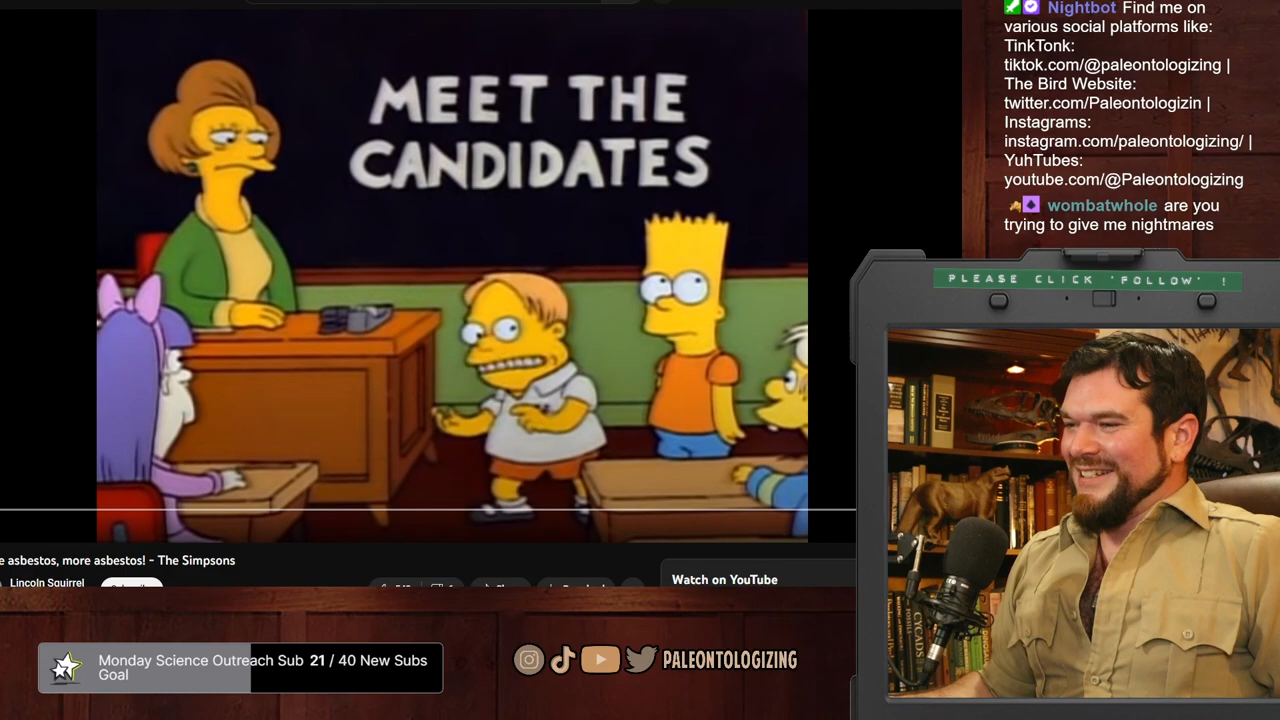 MEET THE
CANDIDATES
e asbestos, more asbestos! - The Simpsons
Lincoln Squirrel
Watch on YouTube
Monday Science Outreach Sub 21 / 40 New Subs
Goal
PALEONTOLOGIZING
Nightbot Find me on
various social platforms like:
TinkTonk:
tiktok.com/@paleontologizing |
The Bird Website:
twitter.com/Paleontologizin |
Instagrams:
instagram.com/paleontologizing/ |
YuhTubes:
youtube.com/@Paleontologizing
wombatwhole are you
trying to give me nightmares
PLEASE CLICK 'FOLLOW' !
CYCADS